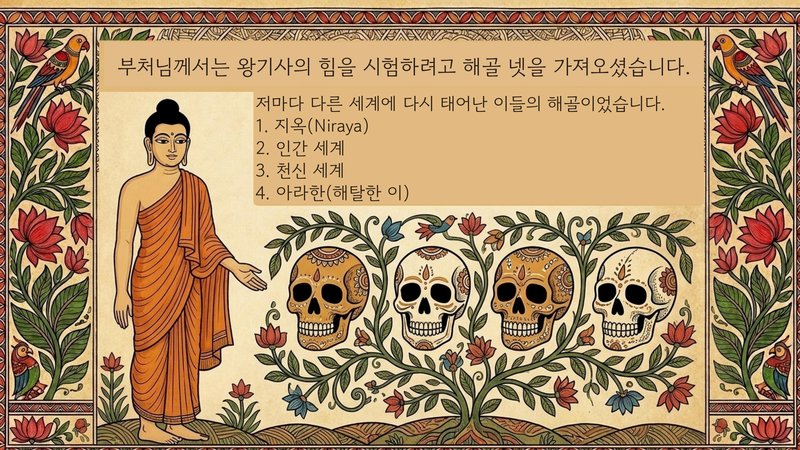 부처님께서는 왕기사의 힘을 시험하려고 해골 넷을 가져오셨습니다.
저마다 다른 세계에 다시 태어난 이들의 해골이었습니다.
1. 지옥(Niraya)
2. 인간 세계
3. 천신 세계
4. 아라한(해탈한 이)